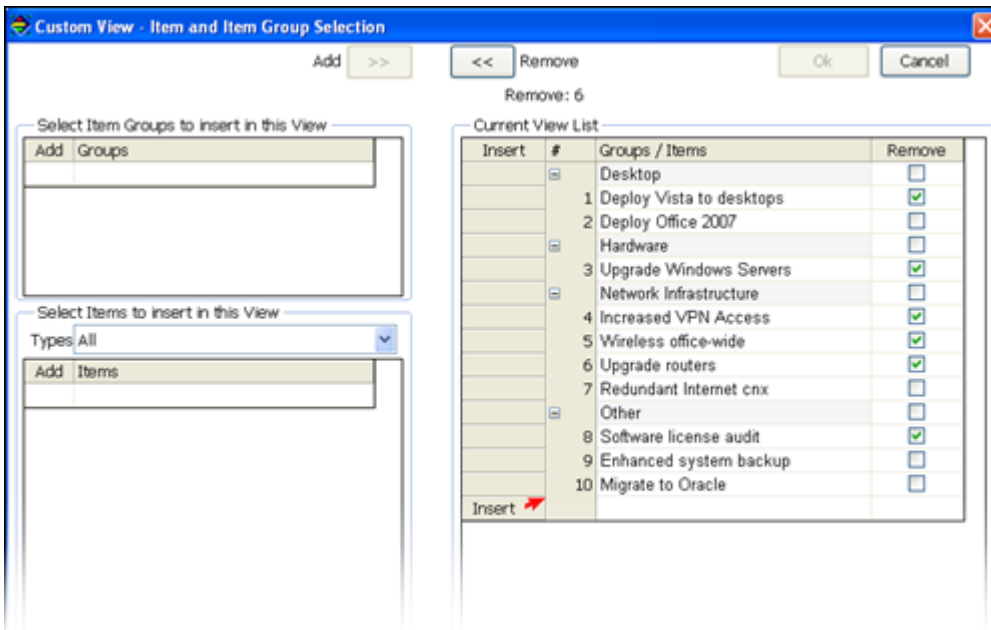 Custom View - Item and Item Group Selection
Add >> << Remove Ok Cancel
Remove: 6
Select Item Groups to insert in this View
Add Groups
Select Items to insert in this View
Types All
Add Items
Current View List
Insert # Groups / Items Remove
Desktop
1 Deploy Vista to desktops
2 Deploy Office 2007
Hardware
3 Upgrade Windows Servers
Network Infrastructure
4 Increased VPN Access
5 Wireless office-wide
6 Upgrade routers
7 Redundant Internet cnx
Other
8 Software license audit
9 Enhanced system backup
10 Migrate to Oracle
Insert